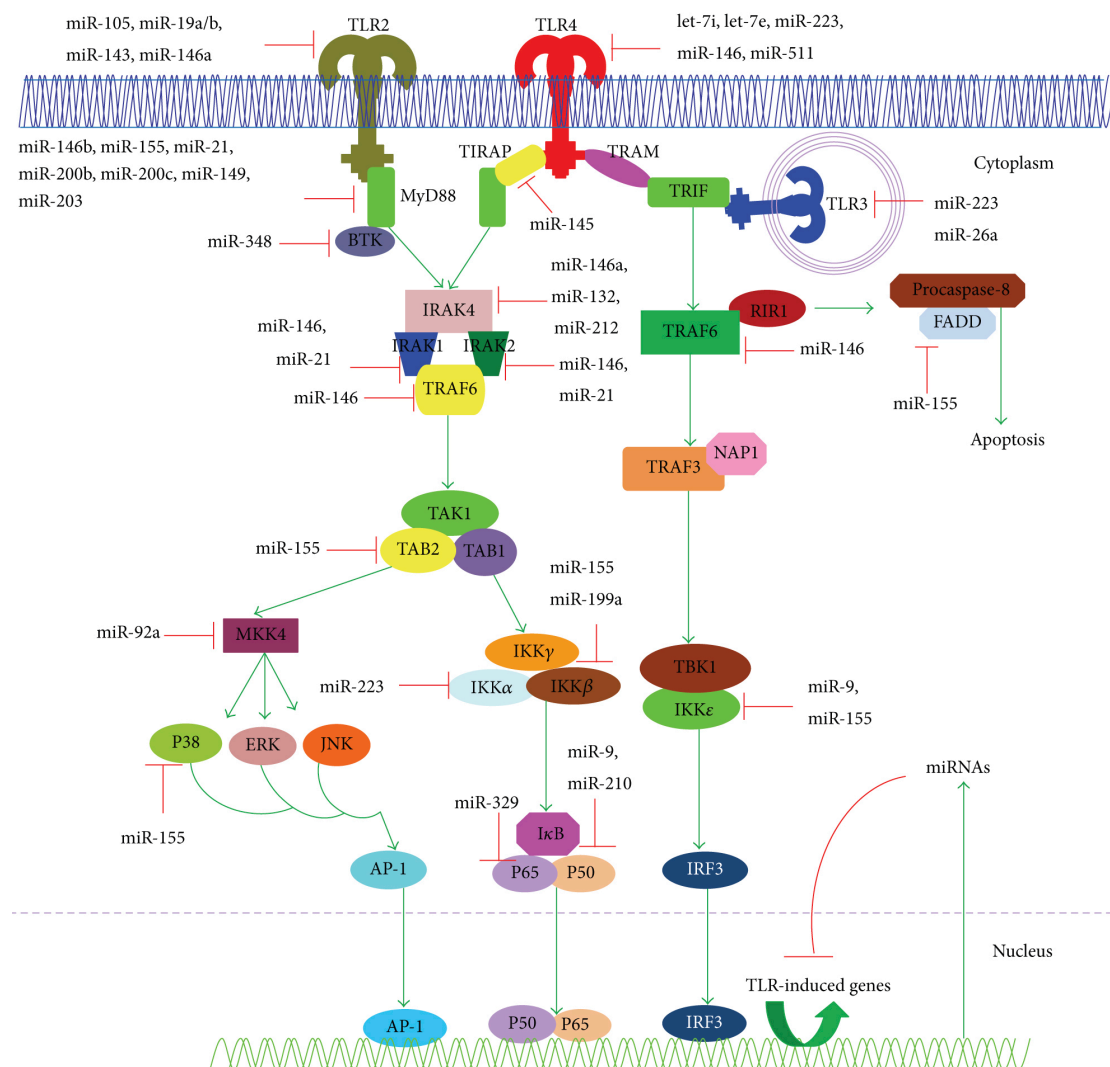 miR-105, miR-19a/b,
miR-143, miR-146a
TLR2
TLR4
let-7i, let-7e, miR-223,
miR-146, miR-511
miR-146b, miR-155, miR-21,
miR-200b, miR-200c, miR-149,
miR-203
MyD88
BTK
miR-348
TIRAP
TRAM
miR-145
TRIF
TLR3
Cytoplasm
miR-223
miR-26a
IRAK4
miR-146a,
miR-132,
miR-212
IRAK1
IRAK2
miR-146,
miR-21
miR-146,
miR-21
TRAF6
miR-146
TRAF6
RIR1
miR-146
Procaspase-8
FADD
miR-155
Apoptosis
TRAF3
NAP1
TAK1
TAB2
TAB1
miR-155
miR-155
miR-199a
miR-92a
MKK4
IKKγ
IKKα
IKKβ
miR-223
TBK1
IKKε
miR-9,
miR-155
P38
ERK
JNK
miR-155
miR-9,
miR-210
miR-329
IκB
P65
P50
AP-1
IRF3
miRNAs
Nucleus
TLR-induced genes
AP-1
P50
P65
IRF3